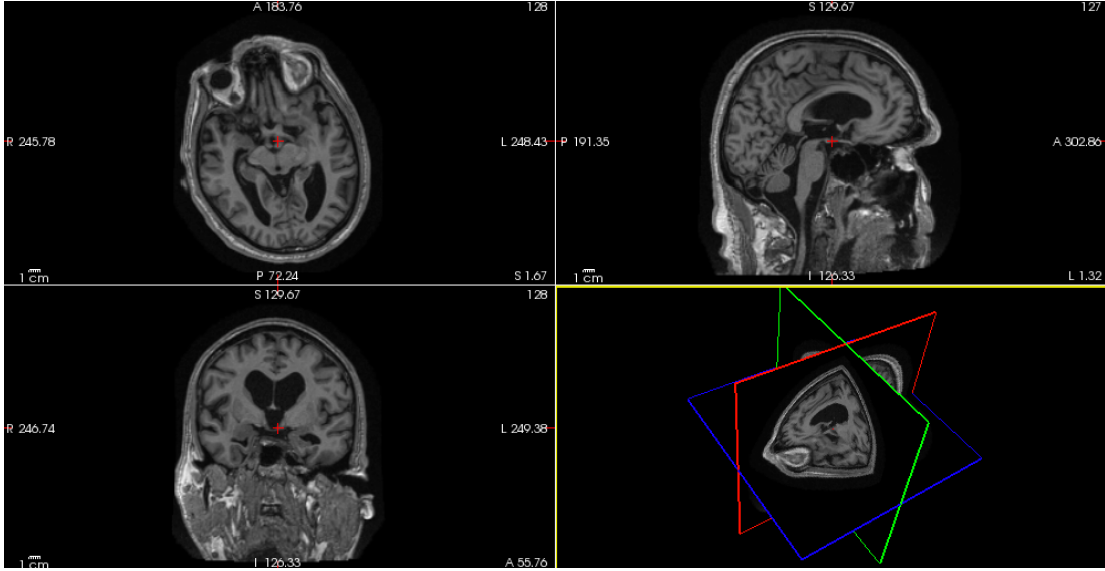 A 183.76
128
R 245.78
L 248.43
1 cm
P 72.24
S 1.67
S 129.67
127
P 191.35
A 302.86
1 cm
I 126.33
L 1.32
S 129.67
128
R 246.74
L 249.38
1 cm
I 126.33
A 55.76